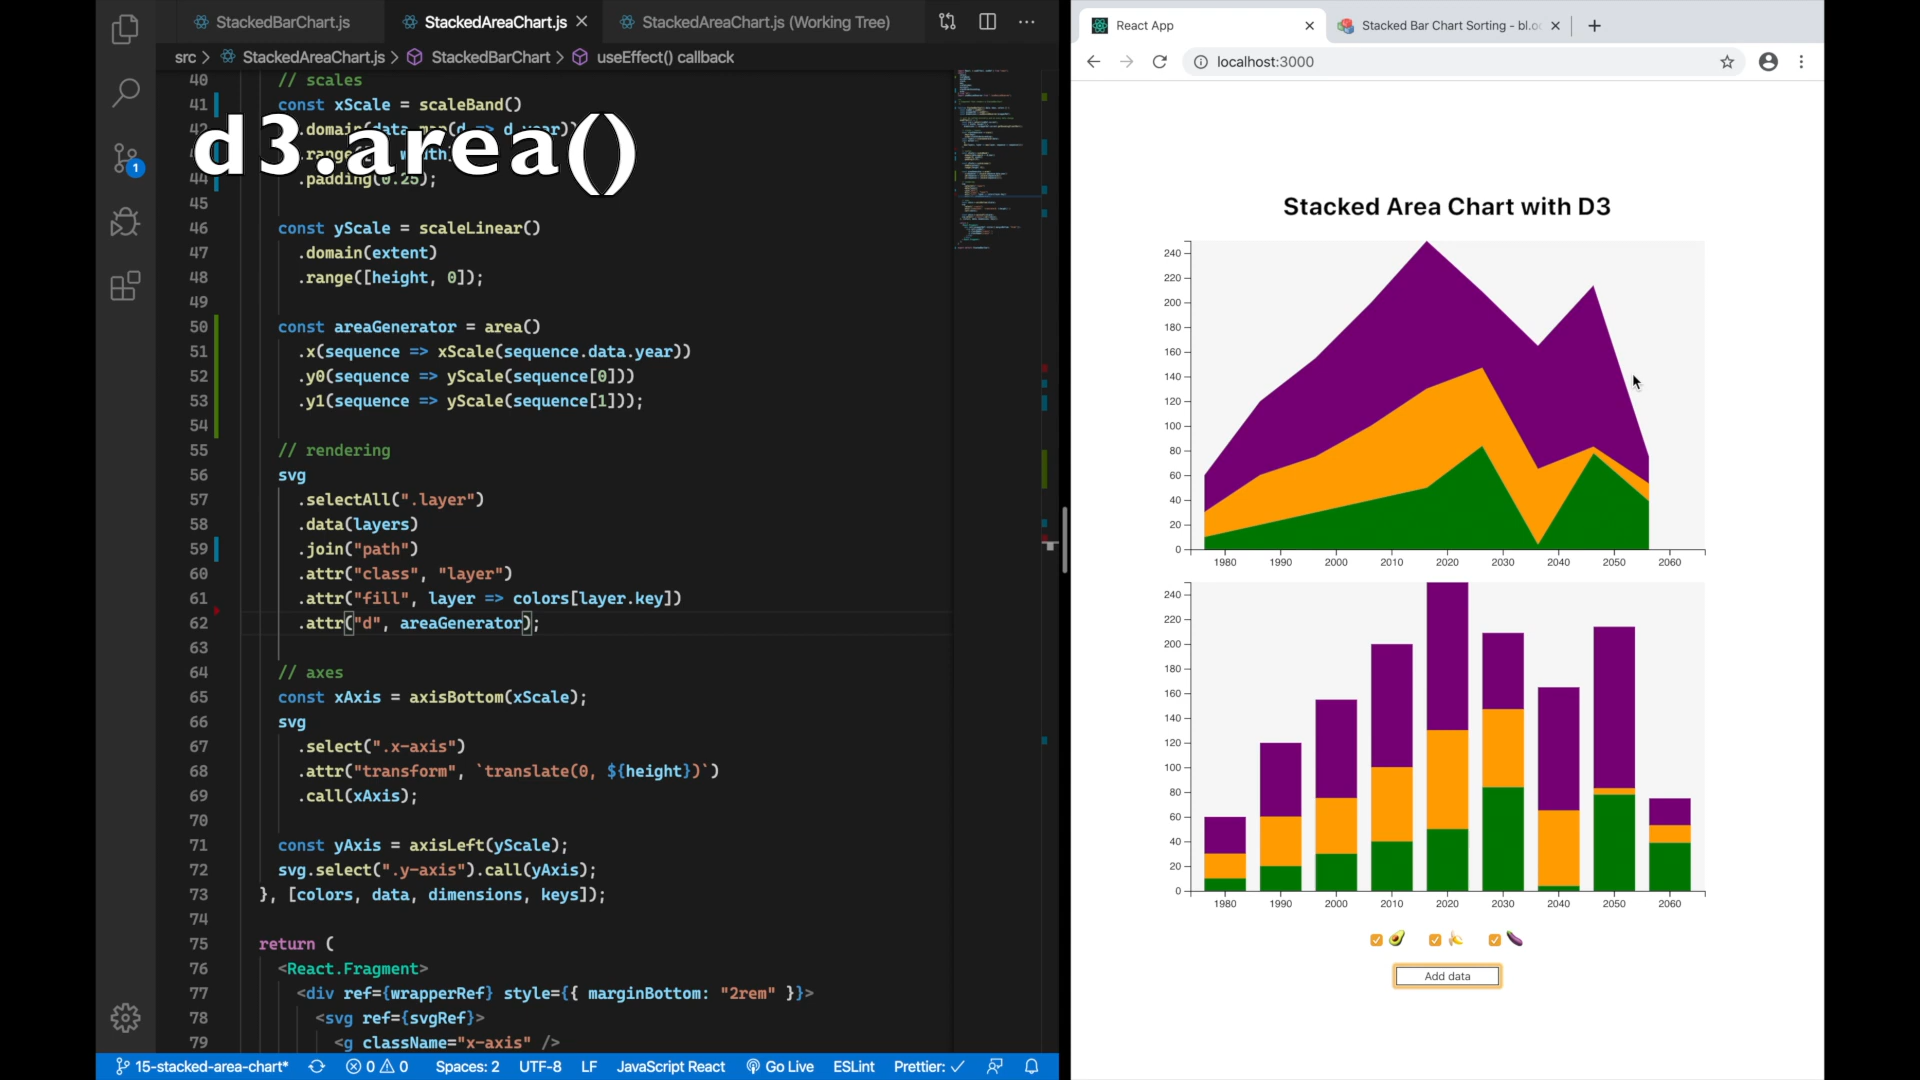 StackedBarChart.js
StackedAreaChart.js
StackedAreaChart.js (Working Tree)
src > StackedAreaChart.js > StackedBarChart > useEffect() callback
d3.area()
40 // scales
41 const xScale = scaleBand()
.domain(data.map(d => d.year))
44 .padding(0.25);
45
46 const yScale = scaleLinear()
47 .domain(extent)
48 .range([height, 0]);
49
50 const areaGenerator = area()
51 .x(sequence => xScale(sequence.data.year))
52 .y0(sequence => yScale(sequence[0]))
53 .y1(sequence => yScale(sequence[1]));
54
55 // rendering
56 svg
57 .selectAll(".layer")
58 .data(layers)
59 .join("path")
60 .attr("class", "layer")
61 .attr("fill", layer => colors[layer.key])
62 .attr("d", areaGenerator);
63
64 // axes
65 const xAxis = axisBottom(xScale);
66 svg
67 .select(".x-axis")
68 .attr("transform", `translate(0, ${height})`)
69 .call(xAxis);
70
71 const yAxis = axisLeft(yScale);
72 svg.select(".y-axis").call(yAxis);
73 }, [colors, data, dimensions, keys]);
74
75 return (
76 <React.Fragment>
77 <div ref={wrapperRef} style={{ marginBottom: "2rem" }}>
78 <svg ref={svgRef}>
79 <g className="x-axis" />
1
15-stacked-area-chart* 0 0 Spaces: 2 UTF-8 LF JavaScript React Go Live ESLint Prettier: ✓
React App
Stacked Bar Chart Sorting - bl.oc
localhost:3000
Stacked Area Chart with D3
240
220
200
180
160
140
120
100
80
60
40
20
0
1980 1990 2000 2010 2020 2030 2040 2050 2060
240
220
200
180
160
140
120
100
80
60
40
20
0
1980 1990 2000 2010 2020 2030 2040 2050 2060
Add data